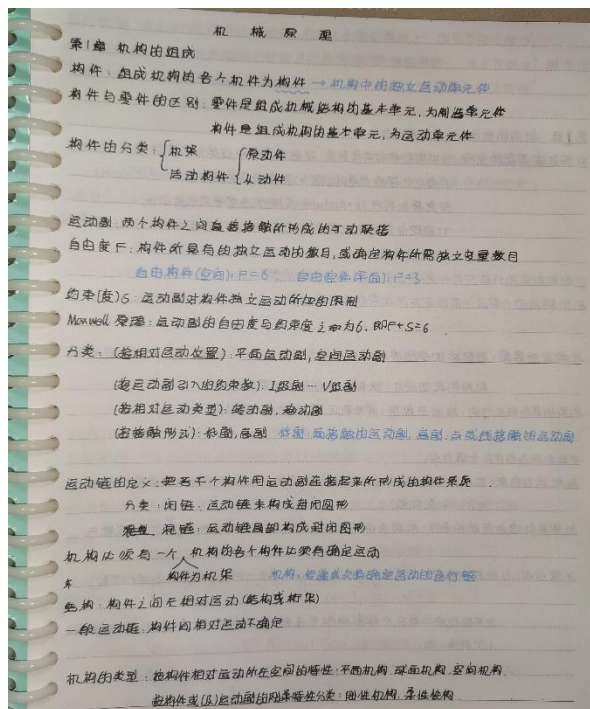 机械原理
第1章 机构的组成
构件：组成机构的各个机件为构件 → 机构中的独立运动单元体
构件与零件的区别：零件是组成机械结构的基本单元，为制造单元体
构件是组成机构的基本单元，为运动单元体
构件的分类：{机架 {原动件
活动构件 {从动件
运动副：两个构件之间直接接触所形成的可动联接
自由度F：构件所具有的独立运动的数目，或确定构件所需独立变量数目
自由构件（空间）：F=6 自由构件（平面）：F=3
约束[度]S：运动副对构件独立运动所加的限制
Maxwell 原理：运动副的自由度与约束度之和为6，即F+S=6
分类：（按相对运动位置）：平面运动副，空间运动副
（按运动副引入的约束数）：I级副…V级副
（按相对运动类型）：转动副，移动副
（按接触形式）：低副，高副 低副：面接触的运动副，高副：点或线接触的运动副
运动链的定义：把若干个构件用运动副连接起来所形成的构件系统．
分类：闭链：运动链未构成封闭图形
混链：运动链局部构成封闭图形
机构必须有一个 机构的各个构件必须有确定运动
构件为机架
结构：构件之间无相对运动（结构或桁架）
一般运动链：构件间相对运动不确定
机构的类型：按构件相对运动所在空间的特性：平面机构．球面机构．空间机构．
按构件或（及）运动副的刚柔特性分类：刚性机构．柔性机构